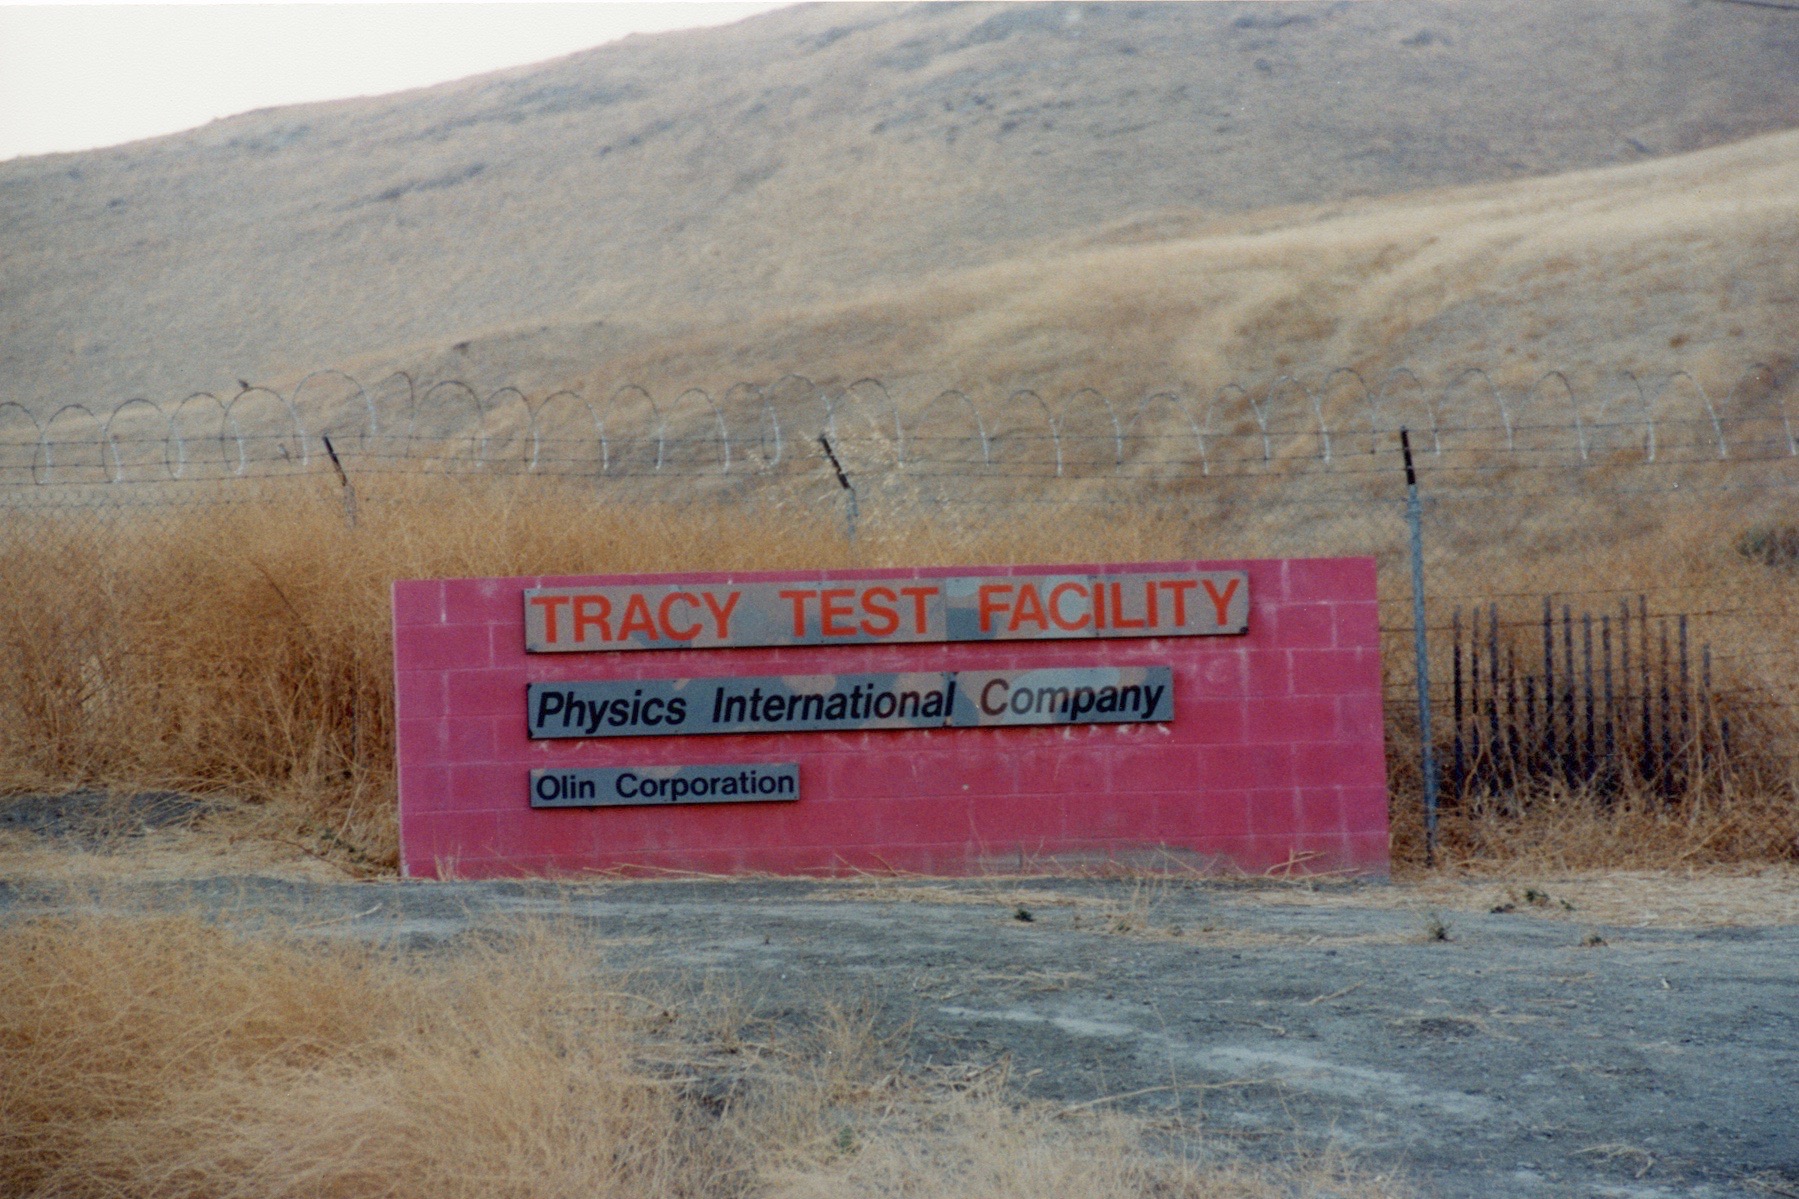 TRACY TEST FACILITY
Physics International Company
Olin Corporation